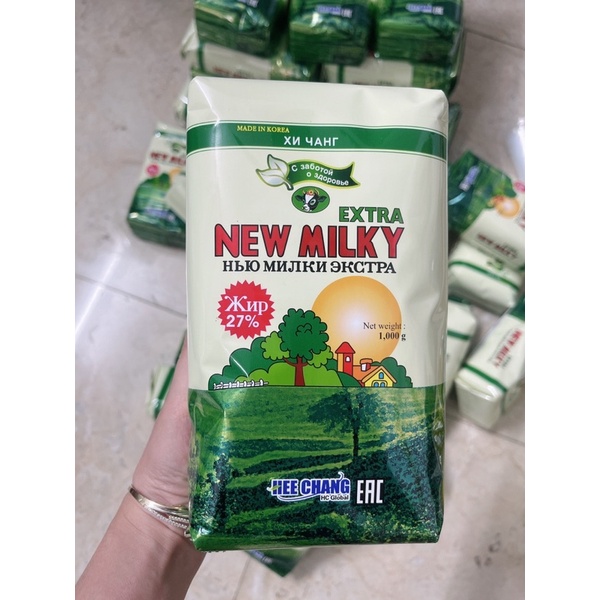 MADE IN KOREA
ХИ ЧАНГ
С заботой
о здоровье
EXTRA
NEW MILKY
НЬЮ МИЛКИ ЭКСТРА
Жир
27%
Net weight :
1,000 g
HEE CHANG
HC Global
EAC